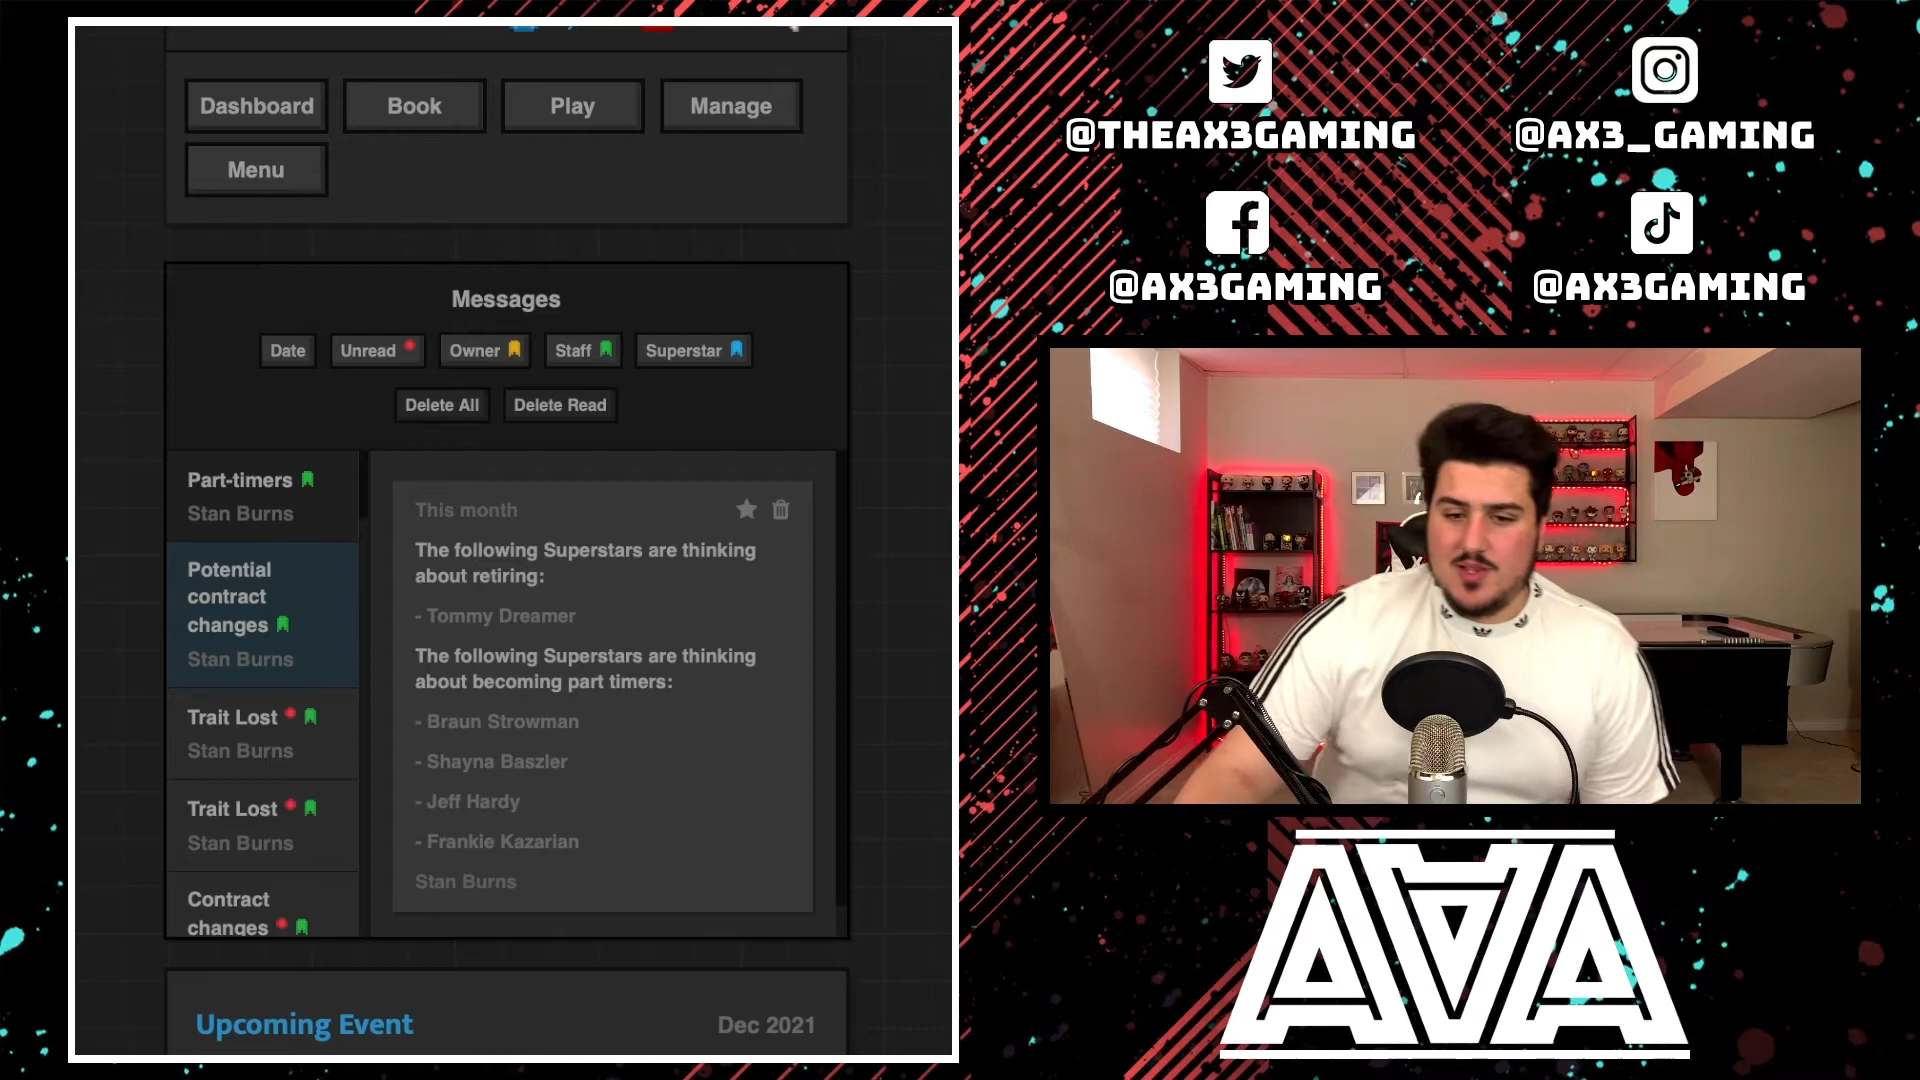 Dashboard
Book
Play
Manage
Menu
Messages
Date
Unread
Owner
Staff
Superstar
Delete All
Delete Read
Part-timers
Stan Burns
Potential
contract
changes
Stan Burns
Trait Lost
Stan Burns
Trait Lost
Stan Burns
Contract
changes
This month
The following Superstars are thinking
about retiring:
- Tommy Dreamer
The following Superstars are thinking
about becoming part timers:
- Braun Strowman
- Shayna Baszler
- Jeff Hardy
- Frankie Kazarian
Stan Burns
Upcoming Event
Dec 2021
@THEAX3GAMING
@AX3_GAMING
@AX3GAMING
@AX3GAMING